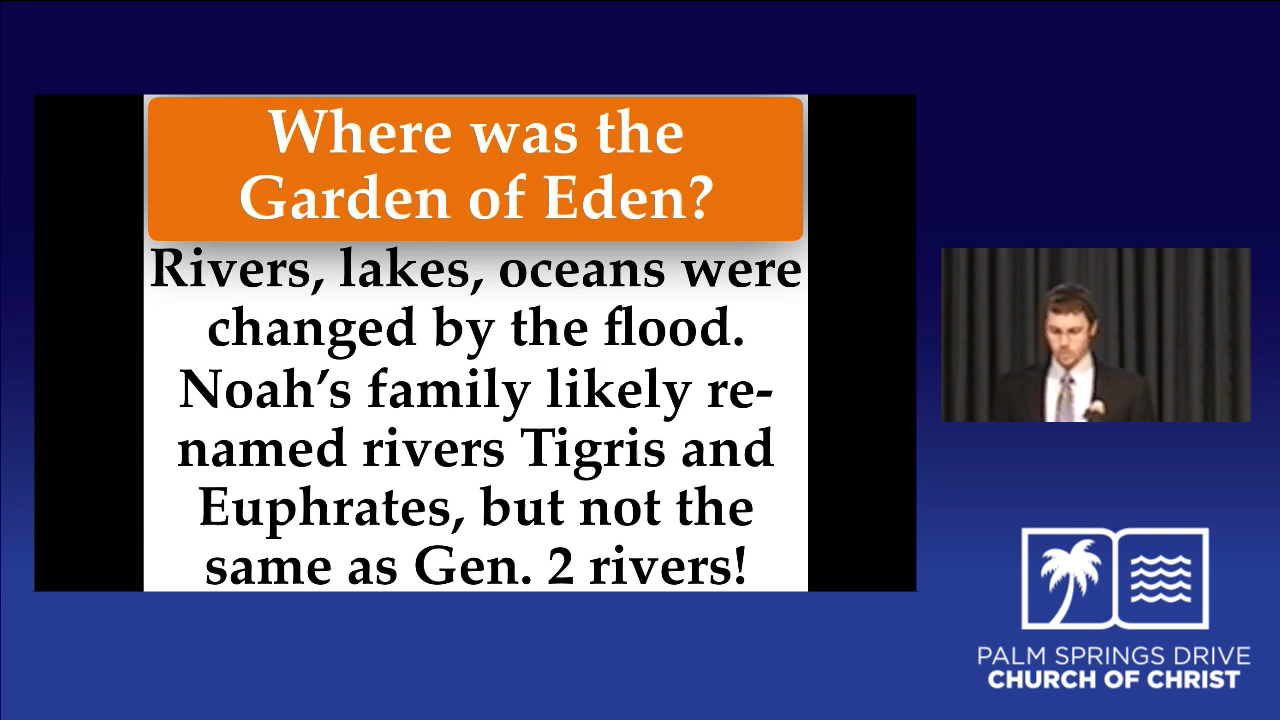 Where was the
Garden of Eden?
Rivers, lakes, oceans were
changed by the flood.
Noah’s family likely re-
named rivers Tigris and
Euphrates, but not the
same as Gen. 2 rivers!
PALM SPRINGS DRIVE
CHURCH OF CHRIST